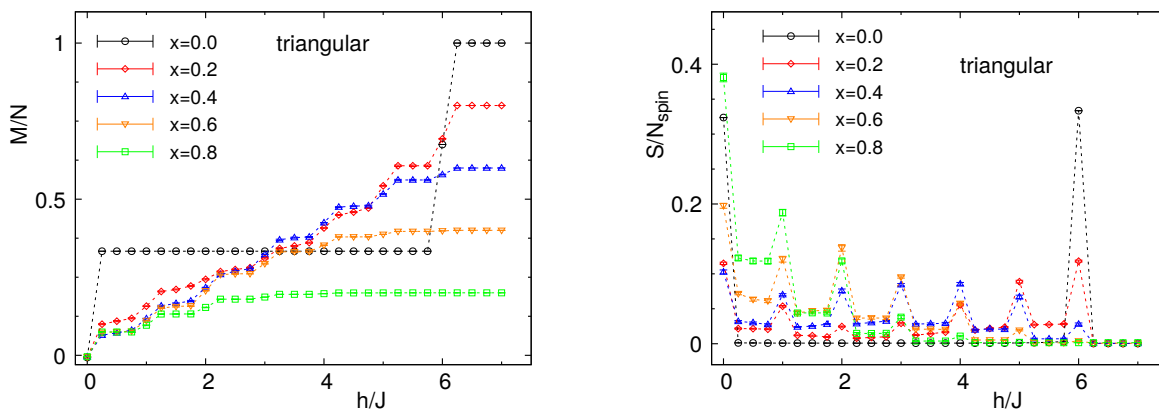 1
0.5
0
M/N
triangular
x=0.0
x=0.2
x=0.4
x=0.6
x=0.8
0 2 4 6
h/J
0.4
0.2
0
S/Nspin
x=0.0
x=0.2
x=0.4
x=0.6
x=0.8
triangular
0 2 4 6
h/J